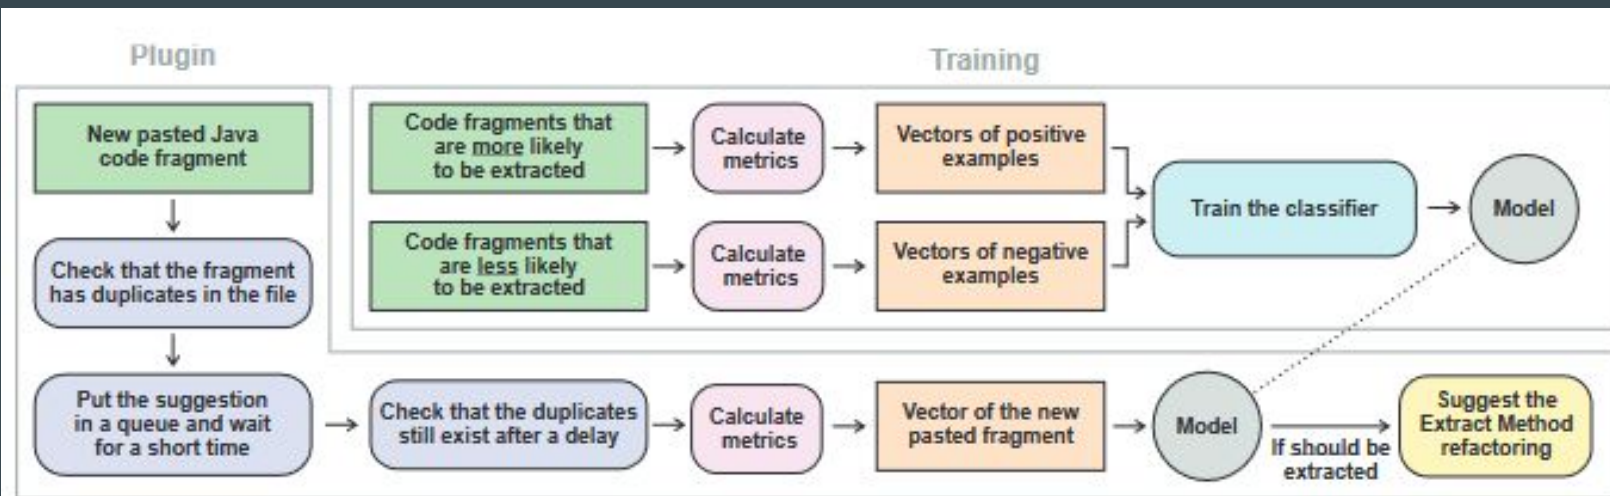 Plugin
Training
New pasted Java
code fragment
Code fragments that
are more likely
to be extracted
Calculate
metrics
Vectors of positive
examples
Train the classifier
Model
Check that the fragment
has duplicates in the file
Code fragments that
are less likely
to be extracted
Calculate
metrics
Vectors of negative
examples
Put the suggestion
in a queue and wait
for a short time
Check that the duplicates
still exist after a delay
Calculate
metrics
Vector of the new
pasted fragment
Model
If should be
extracted
Suggest the
Extract Method
refactoring